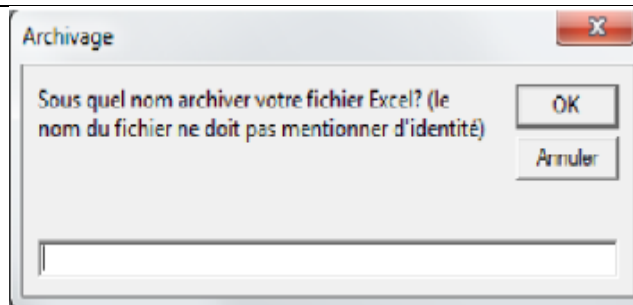 Archivage
Sous quel nom archiver votre fichier Excel? (le
nom du fichier ne doit pas mentionner d'identité)
OK
Annuler